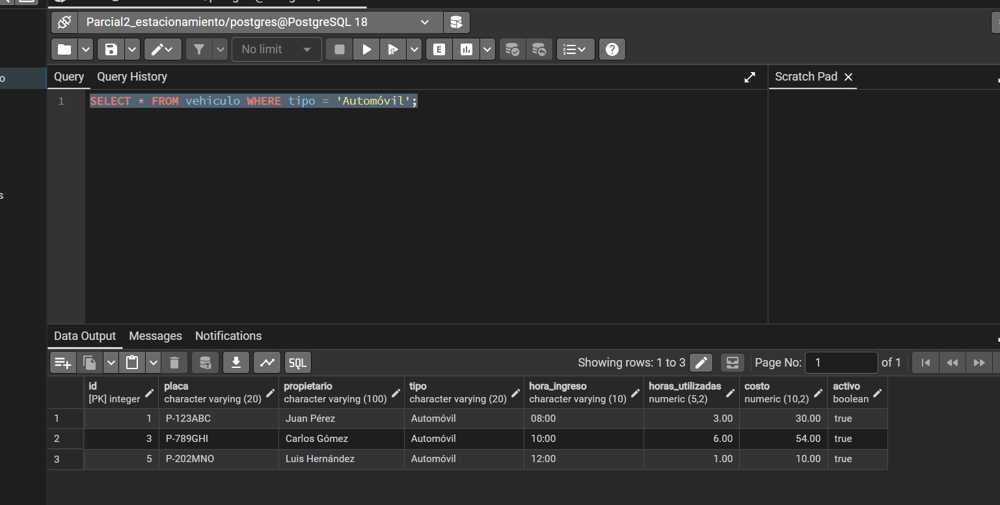 Parcial2_estacionamiento/postgres@PostgreSQL 18
No limit
E
Query Query History
Scratch Pad
o
1 SELECT * FROM vehiculo WHERE tipo = 'Automóvil';
s
Data Output Messages Notifications
SQL Showing rows: 1 to 3 Page No: 1 of 1
id placa propietario tipo hora_ingreso horas_utilizadas costo activo
[PK] integer character varying (20) character varying (100) character varying (20) character varying (10) numeric (5,2) numeric (10,2) boolean
1 1 P-123ABC Juan Pérez Automóvil 08:00 3.00 30.00 true
2 3 P-789GHI Carlos Gómez Automóvil 10:00 6.00 54.00 true
3 5 P-202MNO Luis Hernández Automóvil 12:00 1.00 10.00 true